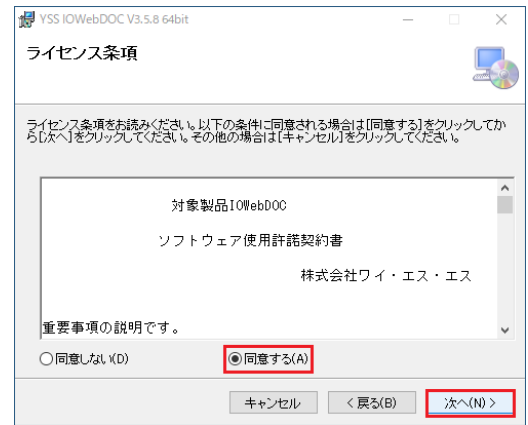 YSS IOWebDOC V3.5.8 64bit
ライセンス条項
ライセンス条項をお読みください。以下の条件に同意される場合は[同意する]をクリックしてか
ら[次へ]をクリックしてください。その他の場合は[キャンセル]をクリックしてください。
対象製品IOWebDOC
ソフトウェア使用許諾契約書
株式会社ワイ・エス・エス
重要事項の説明です。
同意しない(D) 同意する(A)
キャンセル < 戻る(B) 次へ(N) >